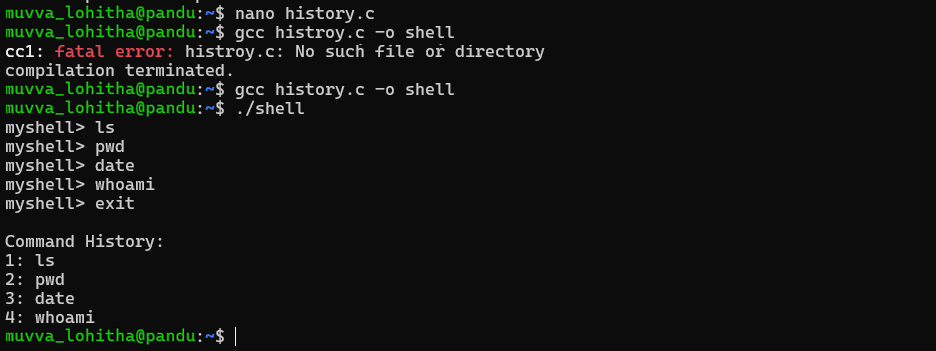 muvva_lohitha@pandu:~$ nano history.c
muvva_lohitha@pandu:~$ gcc histroy.c -o shell
cc1: fatal error: histroy.c: No such file or directory
compilation terminated.
muvva_lohitha@pandu:~$ gcc history.c -o shell
muvva_lohitha@pandu:~$ ./shell
myshell> ls
myshell> pwd
myshell> date
myshell> whoami
myshell> exit

Command History:
1: ls
2: pwd
3: date
4: whoami
muvva_lohitha@pandu:~$